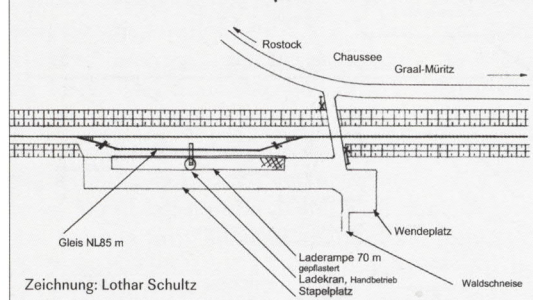 Rostock
Chaussee
Graal-Müritz
Gleis NL85 m
Wendeplatz
Laderampe 70 m
gepflastert
Ladekran, Handbetrieb
Stapelplatz
Waldschneise
Zeichnung: Lothar Schultz